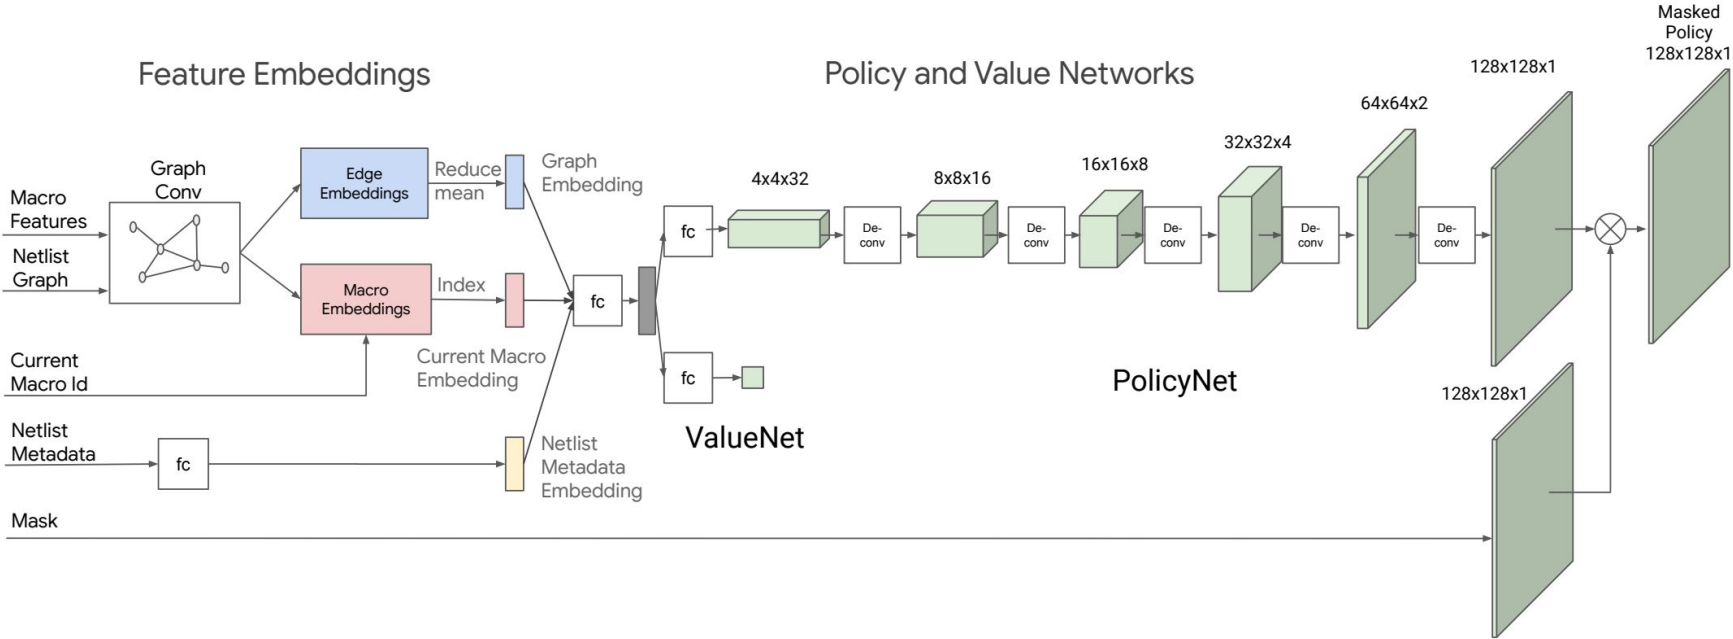 Feature Embeddings
Policy and Value Networks
Macro
Features
Netlist
Graph
Current
Macro Id
Netlist
Metadata
Mask
Graph
Conv
fc
Edge
Embeddings
Macro
Embeddings
Reduce
mean
Index
Graph
Embedding
Current Macro
Embedding
Netlist
Metadata
Embedding
fc
fc
fc
ValueNet
4x4x32
De-
conv
8x8x16
De-
conv
16x16x8
De-
conv
32x32x4
De-
conv
64x64x2
De-
conv
128x128x1
PolicyNet
128x128x1
Masked
Policy
128x128x1